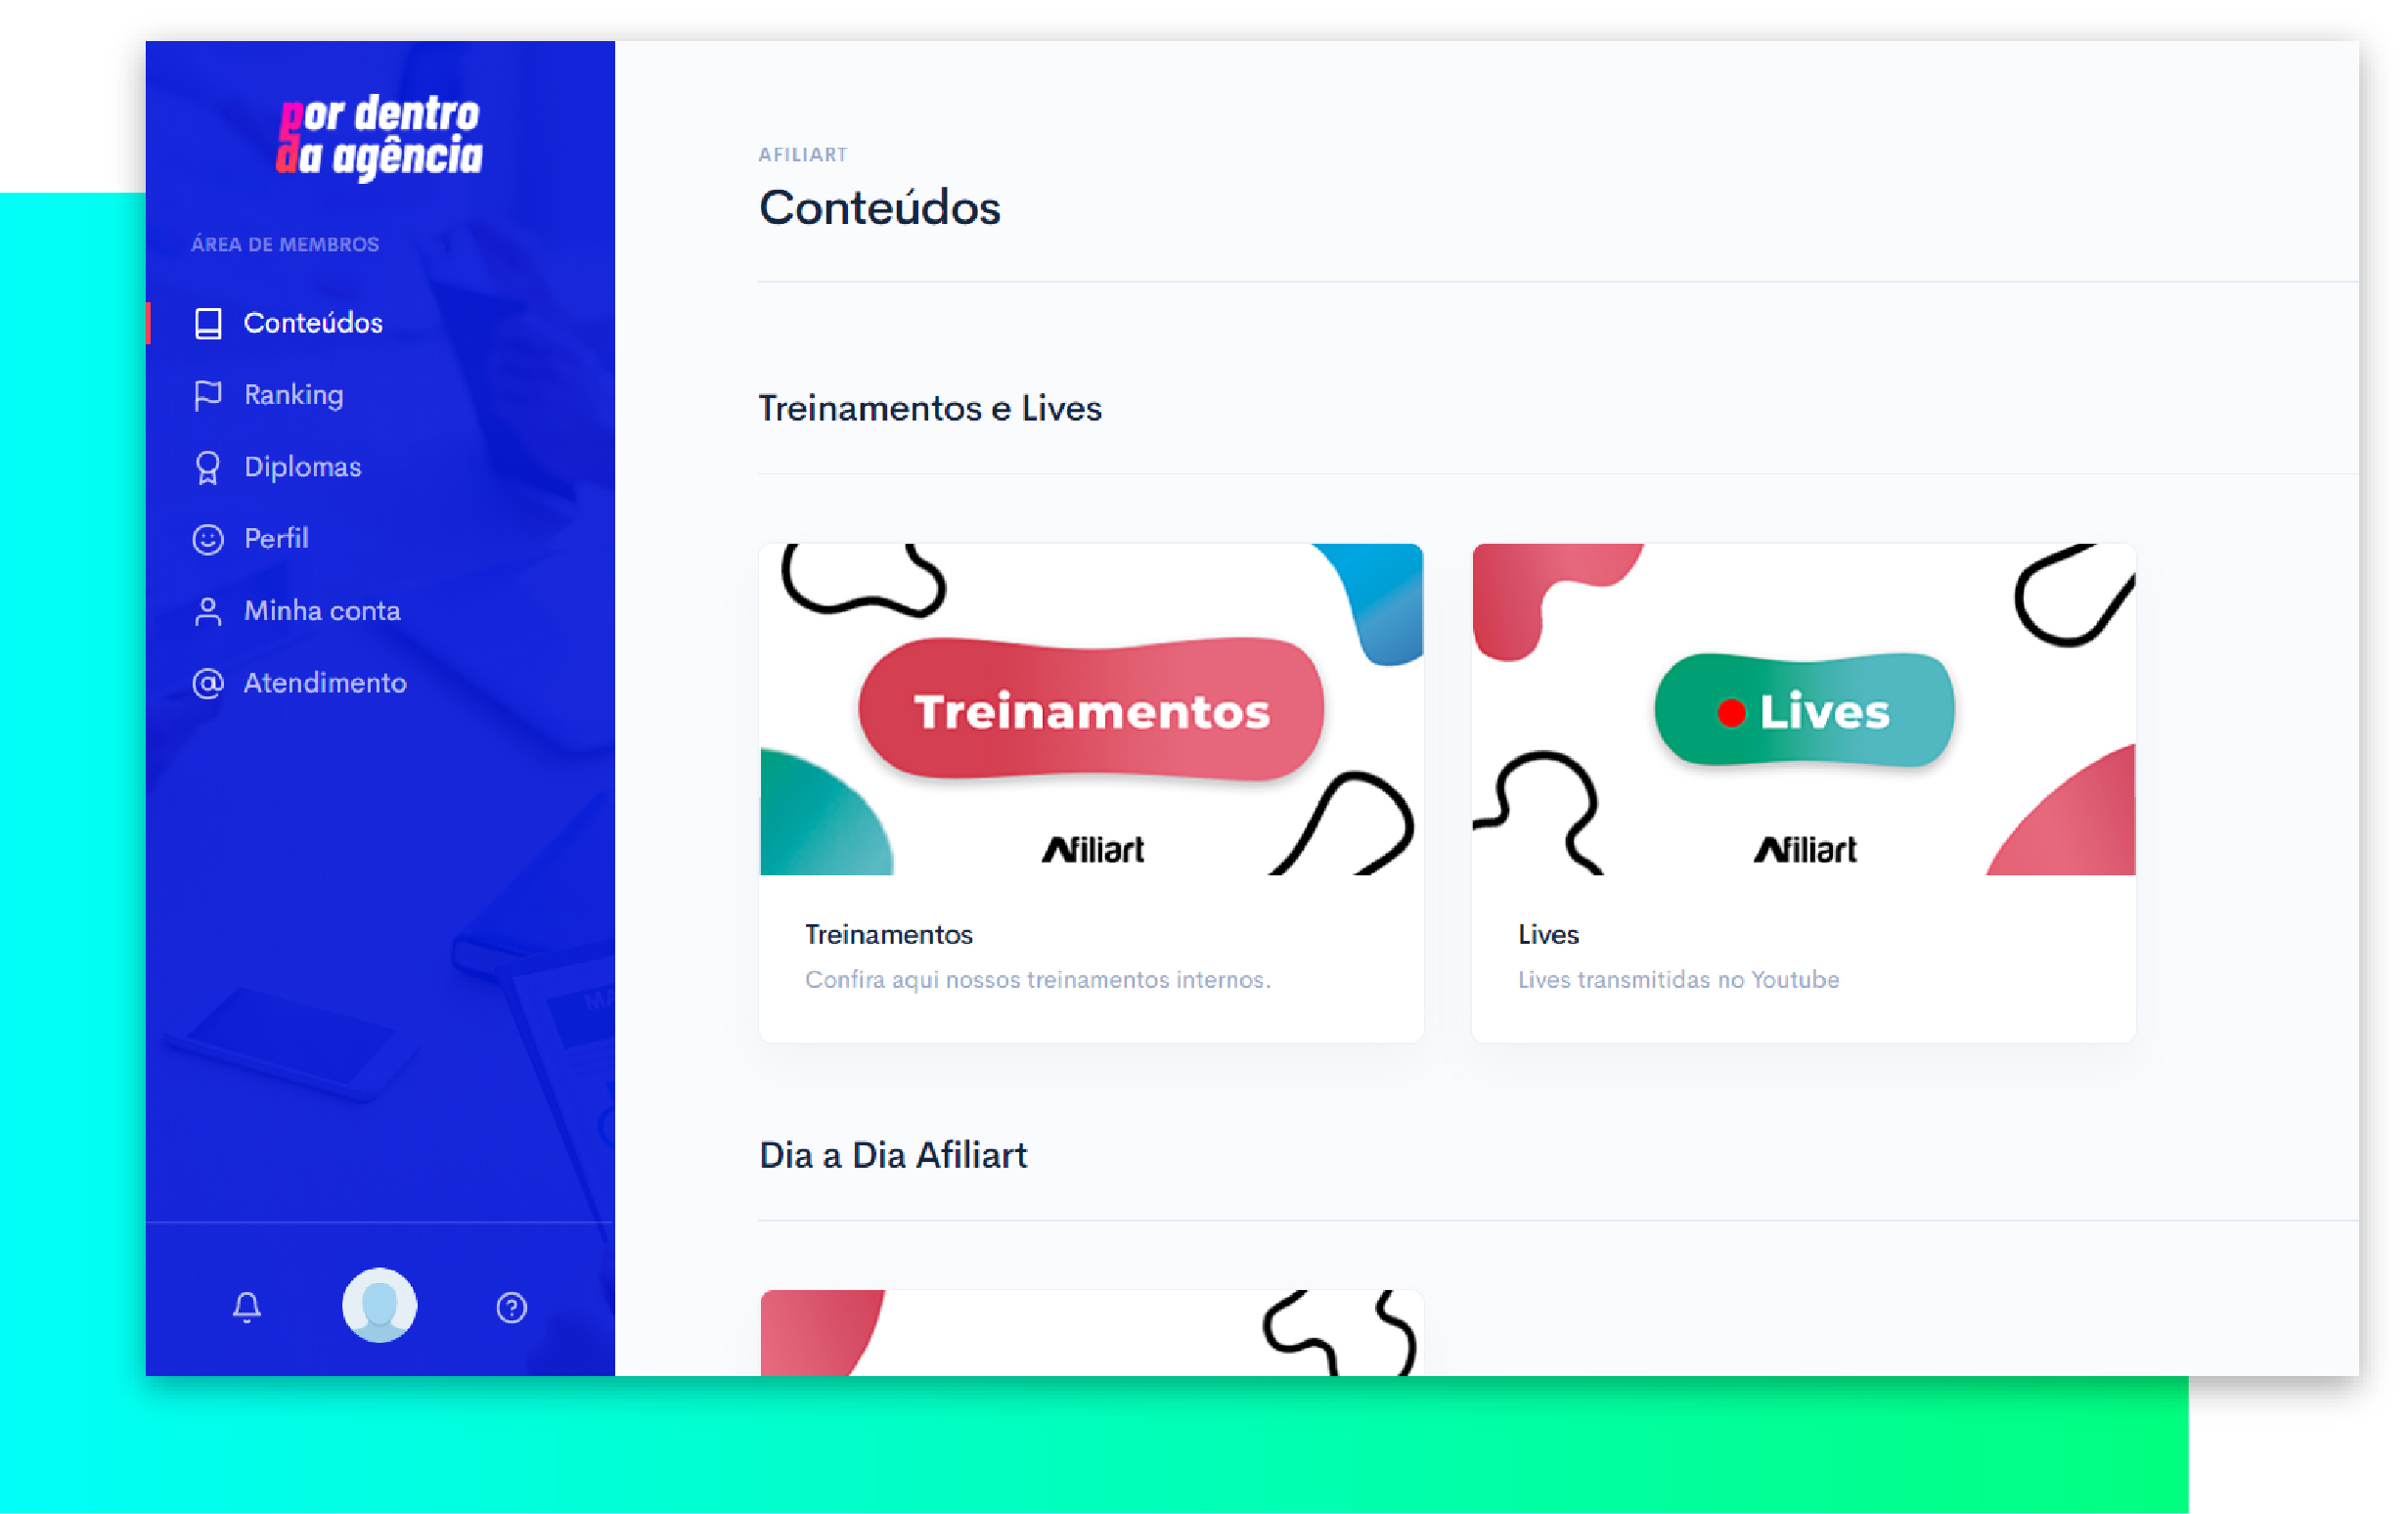 por dentro
da agência
ÁREA DE MEMBROS
Conteúdos
Ranking
Diplomas
Perfil
Minha conta
Atendimento
AFILIART
Conteúdos
Treinamentos e Lives
Treinamentos
Afiliart
Treinamentos
Confira aqui nossos treinamentos internos.
Lives
Afiliart
Lives
Lives transmitidas no Youtube
Dia a Dia Afiliart